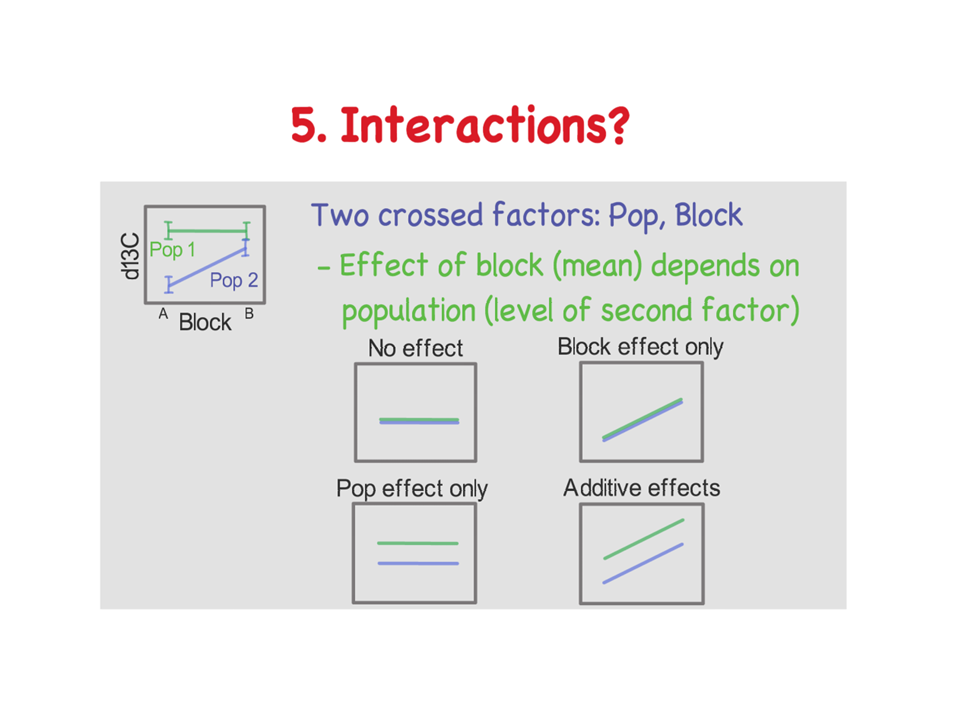 5. Interactions?
d13C
Pop 1
Pop 2
A
Block
B
Two crossed factors: Pop, Block
- Effect of block (mean) depends on
population (level of second factor)
No effect
Block effect only
Pop effect only
Additive effects